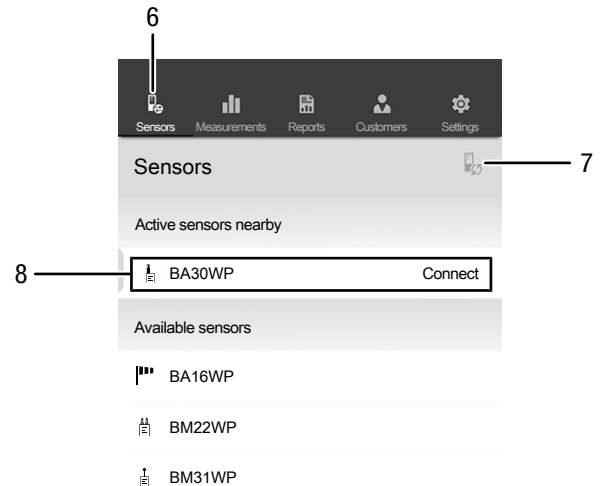 6
Sensors Measurements Reports Customers Settings
Sensors
7
Active sensors nearby
8
BA30WP Connect
Available sensors
BA16WP
BM22WP
BM31WP